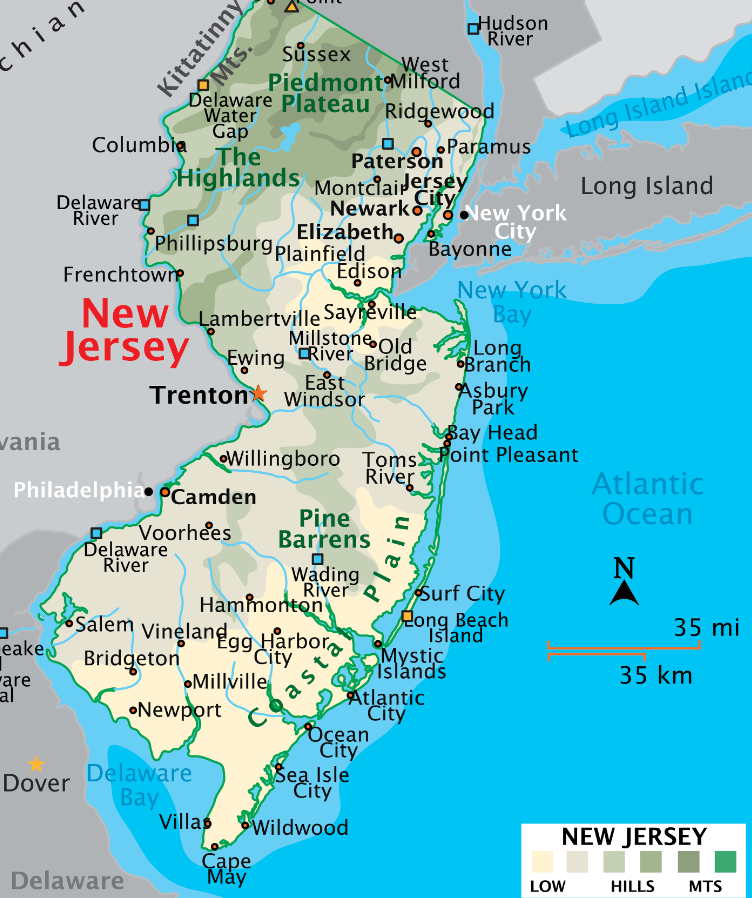 Point
chian
Kittatinny
Mts.
Hudson
River
Sussex
West
Milford
Piedmont
Plateau
Delaware
Water
Gap
Ridgewood
Long Island Island
Columbia
Paramus
Paterson
The
Highlands
Montclair
Jersey
City
Long Island
Delaware
River
Newark
New York
City
Phillipsburg
Elizabeth
Bayonne
Plainfield
Frenchtown
Edison
New York
Bay
New
Jersey
Lambertville
Sayreville
Millstone
River
Old
Bridge
Long
Branch
Ewing
East
Windsor
Trenton
Asbury
Park
vania
Bay Head
Point Pleasant
Willingboro
Toms
River
Philadelphia
Camden
Atlantic
Ocean
Voorhees
Pine
Barrens
Delaware
River
Wading
River
N
Coastal Plain
Hammonton
Surf City
Salem
Vineland
Egg Harbor
City
Long Beach
Island
35 mi
35 km
eake
ware
al
Bridgeton
Mystic
Islands
Millville
Atlantic
City
Newport
Ocean
City
Dover
Delaware
Bay
Sea Isle
City
Villas
Wildwood
Cape
May
Delaware
NEW JERSEY
LOW HILLS MTS